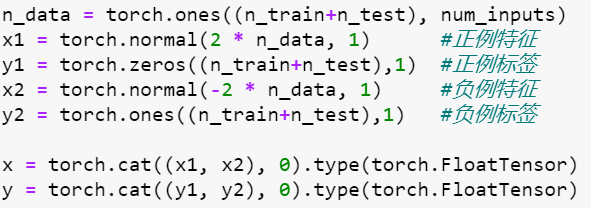 n_data = torch.ones((n_train+n_test), num_inputs)
x1 = torch.normal(2 * n_data, 1)      #正例特征
y1 = torch.zeros((n_train+n_test),1)  #正例标签
x2 = torch.normal(-2 * n_data, 1)     #负例特征
y2 = torch.ones((n_train+n_test),1)   #负例标签
x = torch.cat((x1, x2), 0).type(torch.FloatTensor)
y = torch.cat((y1, y2), 0).type(torch.FloatTensor)